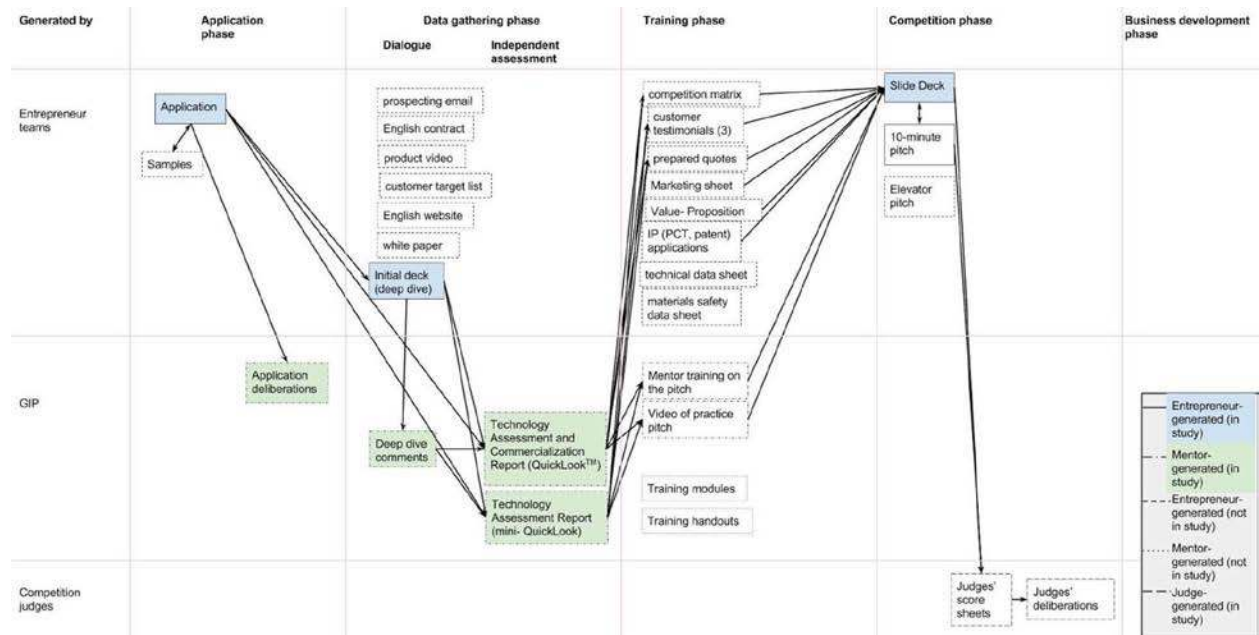 Generated by
Application
phase
Data gathering phase
Training phase
Competition phase
Business development
phase
Dialogue
Independent
assessment
Entrepreneur
teams
Application
Samples
prospecting email
English contract
product video
customer target list
English website
white paper
Initial deck
(deep dive)
competition matrix
customer
testimonials (3)
prepared quotes
Marketing sheet
Value- Proposition
IP (PCT, patent)
applications
technical data sheet
materials safety
data sheet
Slide Deck
10-minute
pitch
Elevator
pitch
GIP
Application
deliberations
Deep dive
comments
Technology
Assessment and
Commercialization
Report (QuickLook™)
Technology
Assessment Report
(mini- QuickLook)
Mentor training on
the pitch
Video of practice
pitch
Training modules
Training handouts
Competition
judges
Judges'
score
sheets
Judges'
deliberations
Entrepreneur-
generated (in
study)
Mentor-
generated (in
study)
Entrepreneur-
generated (not
in study)
Mentor-
generated (not
in study)
Judge-
generated (in
study)